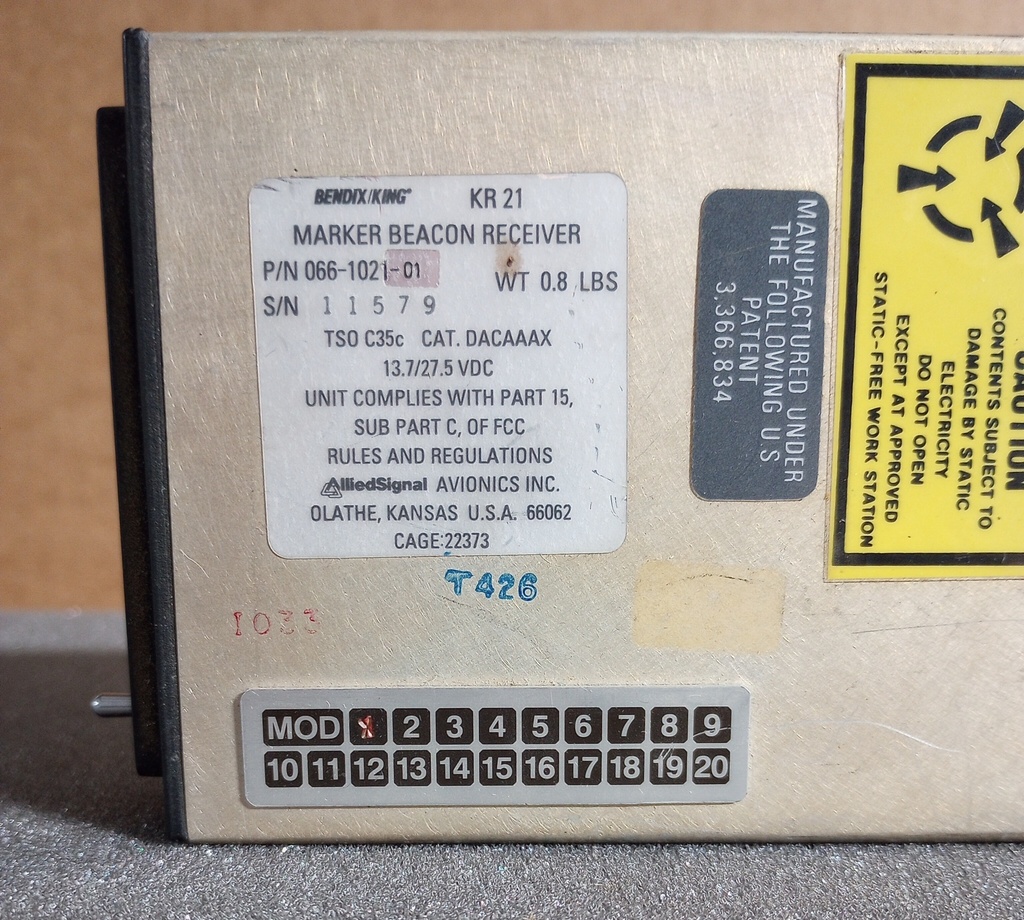 BENDIX/KING® KR 21
MARKER BEACON RECEIVER
P/N 066-1021-01
WT 0.8 LBS
S/N 11579
TSO C35c CAT. DACAAAX
13.7/27.5 VDC
UNIT COMPLIES WITH PART 15,
SUB PART C, OF FCC
RULES AND REGULATIONS
AlliedSignal AVIONICS INC.
OLATHE, KANSAS U.S.A. 66062
CAGE:22373
T426
1033
MOD 1 2 3 4 5 6 7 8 9
10 11 12 13 14 15 16 17 18 19 20
MANUFACTURED UNDER
THE FOLLOWING U.S
PATENT
3,366,834
CAUTION
CONTENTS SUBJECT TO
DAMAGE BY STATIC
ELECTRICITY
DO NOT OPEN
EXCEPT AT APPROVED
STATIC-FREE WORK STATION